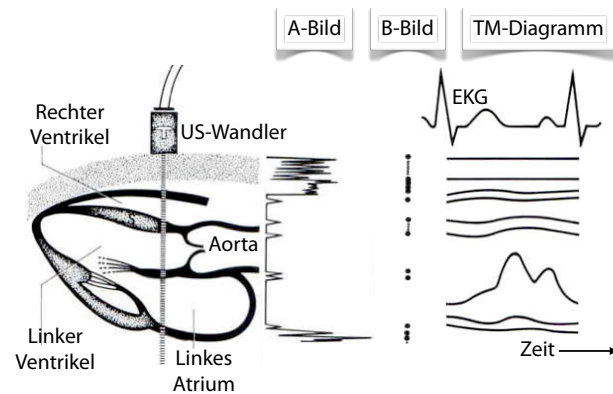 A-Bild
B-Bild
TM-Diagramm
EKG
Rechter
Ventrikel
US-Wandler
T
Aorta
Linker
Ventrikel
Linkes
Atrium
Zeit